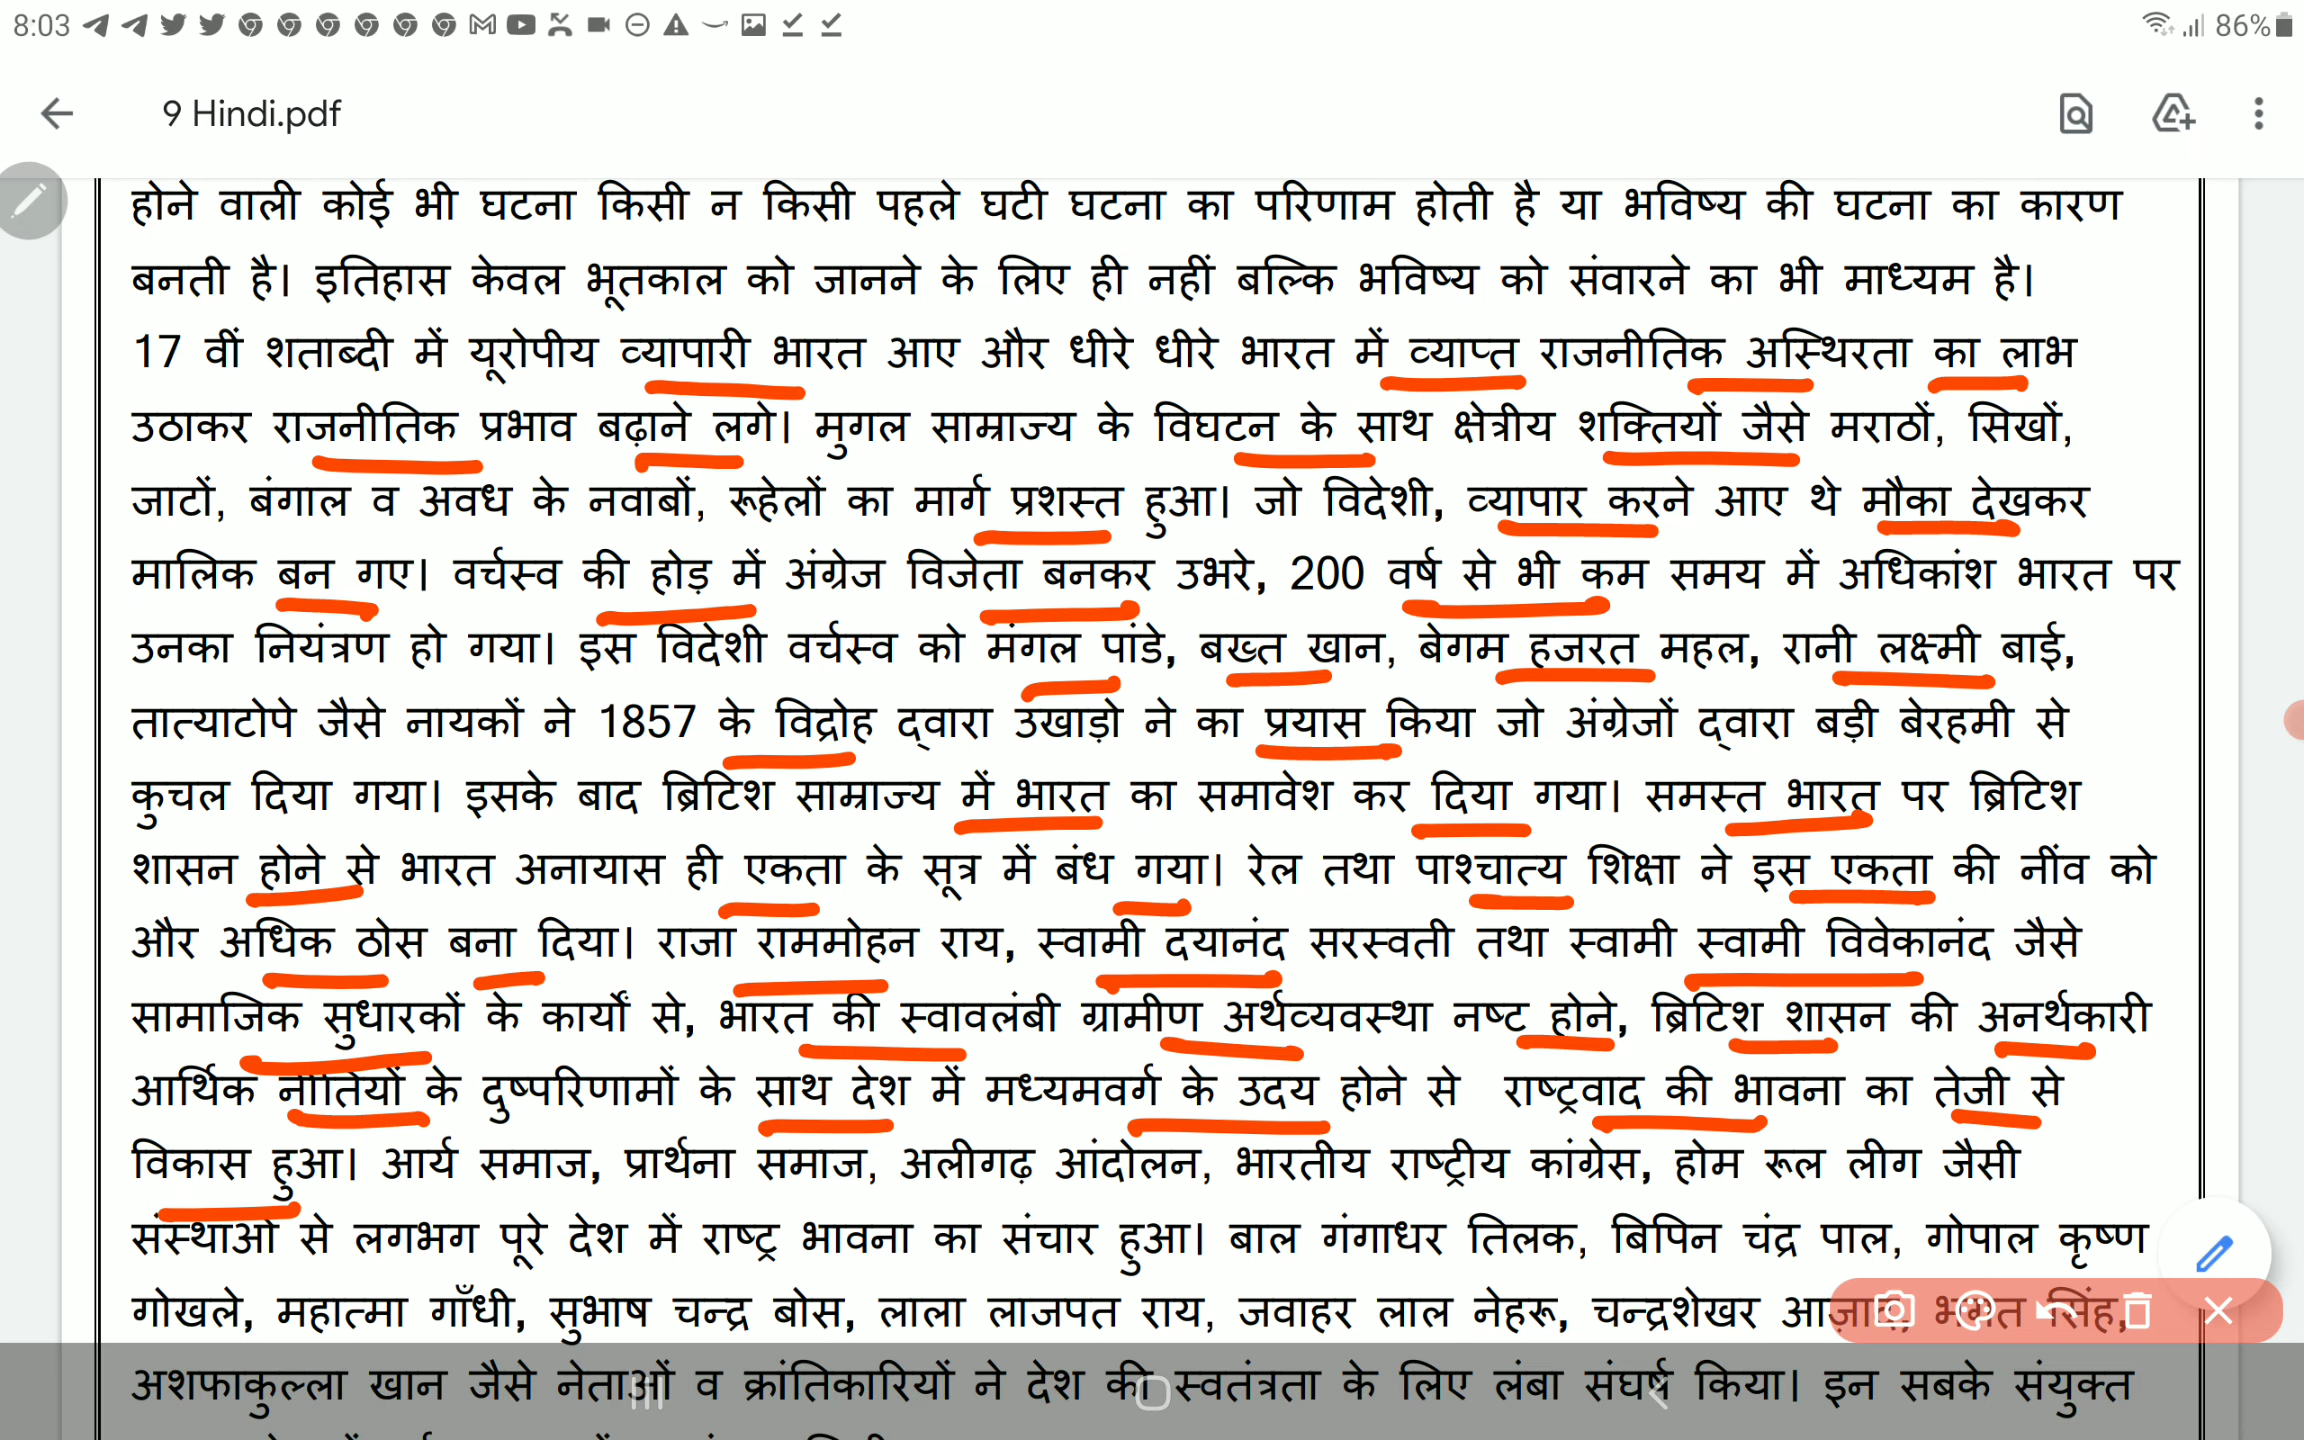 8:03 86%
9 Hindi.pdf
होने वाली कोई भी घटना किसी न किसी पहले घटी घटना का परिणाम होती है या भविष्य की घटना का कारण
बनती है। इतिहास केवल भूतकाल को जानने के लिए ही नहीं बल्कि भविष्य को संवारने का भी माध्यम है।
17 वीं शताब्दी में यूरोपीय व्यापारी भारत आए और धीरे धीरे भारत में व्याप्त राजनीतिक अस्थिरता का लाभ
उठाकर राजनीतिक प्रभाव बढ़ाने लगे। मुगल साम्राज्य के विघटन के साथ क्षेत्रीय शक्तियों जैसे मराठों, सिखों,
जाटों, बंगाल व अवध के नवाबों, रूहेलों का मार्ग प्रशस्त हुआ। जो विदेशी, व्यापार करने आए थे मौका देखकर
मालिक बन गए। वर्चस्व की होड़ में अंग्रेज विजेता बनकर उभरे, 200 वर्ष से भी कम समय में अधिकांश भारत पर
उनका नियंत्रण हो गया। इस विदेशी वर्चस्व को मंगल पांडे, बख्त खान, बेगम हजरत महल, रानी लक्ष्मी बाई,
तात्याटोपे जैसे नायकों ने 1857 के विद्रोह द्वारा उखाड़ो ने का प्रयास किया जो अंग्रेजों द्वारा बड़ी बेरहमी से
कुचल दिया गया। इसके बाद ब्रिटिश साम्राज्य में भारत का समावेश कर दिया गया। समस्त भारत पर ब्रिटिश
शासन होने से भारत अनायास ही एकता के सूत्र में बंध गया। रेल तथा पाश्चात्य शिक्षा ने इस एकता की नींव को
और अधिक ठोस बना दिया। राजा राममोहन राय, स्वामी दयानंद सरस्वती तथा स्वामी स्वामी विवेकानंद जैसे
सामाजिक सुधारकों के कार्यों से, भारत की स्वावलंबी ग्रामीण अर्थव्यवस्था नष्ट होने, ब्रिटिश शासन की अनर्थकारी
आर्थिक नीतियों के दुष्परिणामों के साथ देश में मध्यमवर्ग के उदय होने से राष्ट्रवाद की भावना का तेजी से
विकास हुआ। आर्य समाज, प्रार्थना समाज, अलीगढ़ आंदोलन, भारतीय राष्ट्रीय कांग्रेस, होम रूल लीग जैसी
संस्थाओं से लगभग पूरे देश में राष्ट्र भावना का संचार हुआ। बाल गंगाधर तिलक, बिपिन चंद्र पाल, गोपाल कृष्ण
गोखले, महात्मा गाँधी, सुभाष चन्द्र बोस, लाला लाजपत राय, जवाहर लाल नेहरू, चन्द्रशेखर आज़ाद, भगत सिंह,
अशफाकुल्ला खान जैसे नेताओं व क्रांतिकारियों ने देश की स्वतंत्रता के लिए लंबा संघर्ष किया। इन सबके संयुक्त